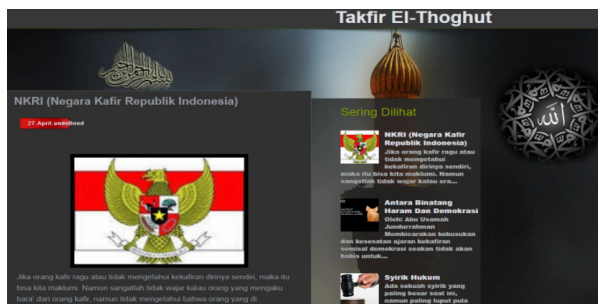 Takfir El-Thoghut
NKRI (Negara Kafir Republik Indonesia)
27.April.undefined
Jika orang kafir ragu atau tidak mengetahui kekafiran dirinya sendiri, maka itu
bisa kita maklumi. Namun sangatlah tidak wajar kalau orang yang mengaku
bara' dari orang kafir, namun tidak mengetahui bahwa orang yang di
Sering Dilihat
NKRI (Negara Kafir
Republik Indonesia)
Jika orang kafir ragu atau
tidak mengetahui
kekafiran dirinya sendiri,
maka itu bisa kita maklumi. Namun
sangatlah tidak wajar kalau ora...
Antara Binatang
Haram Dan Demokrasi
Oleh: Abu Usamah
Jundurrahman
Membicarakan kebusukan
dan kesesatan ajaran kekafiran
semisal demokrasi seakan tidak akan
habis untuk...
Syirik Hukum
Ada sebuah syirik yang
paling besar saat ini,
namun paling luput pula
الله